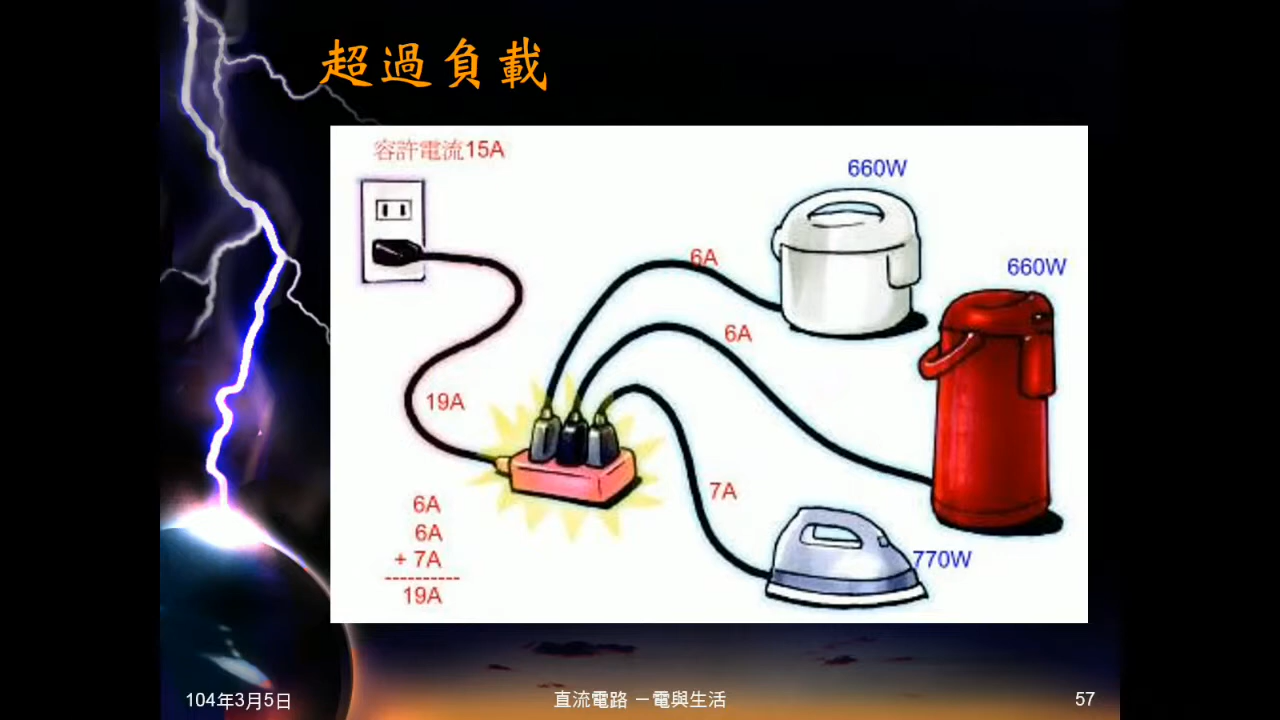 超過負載
容許電流15A
660W
660W
6A
6A
19A
7A
770W
6A
6A
+ 7A
----------
19A
104年3月5日
直流電路 －電與生活
57